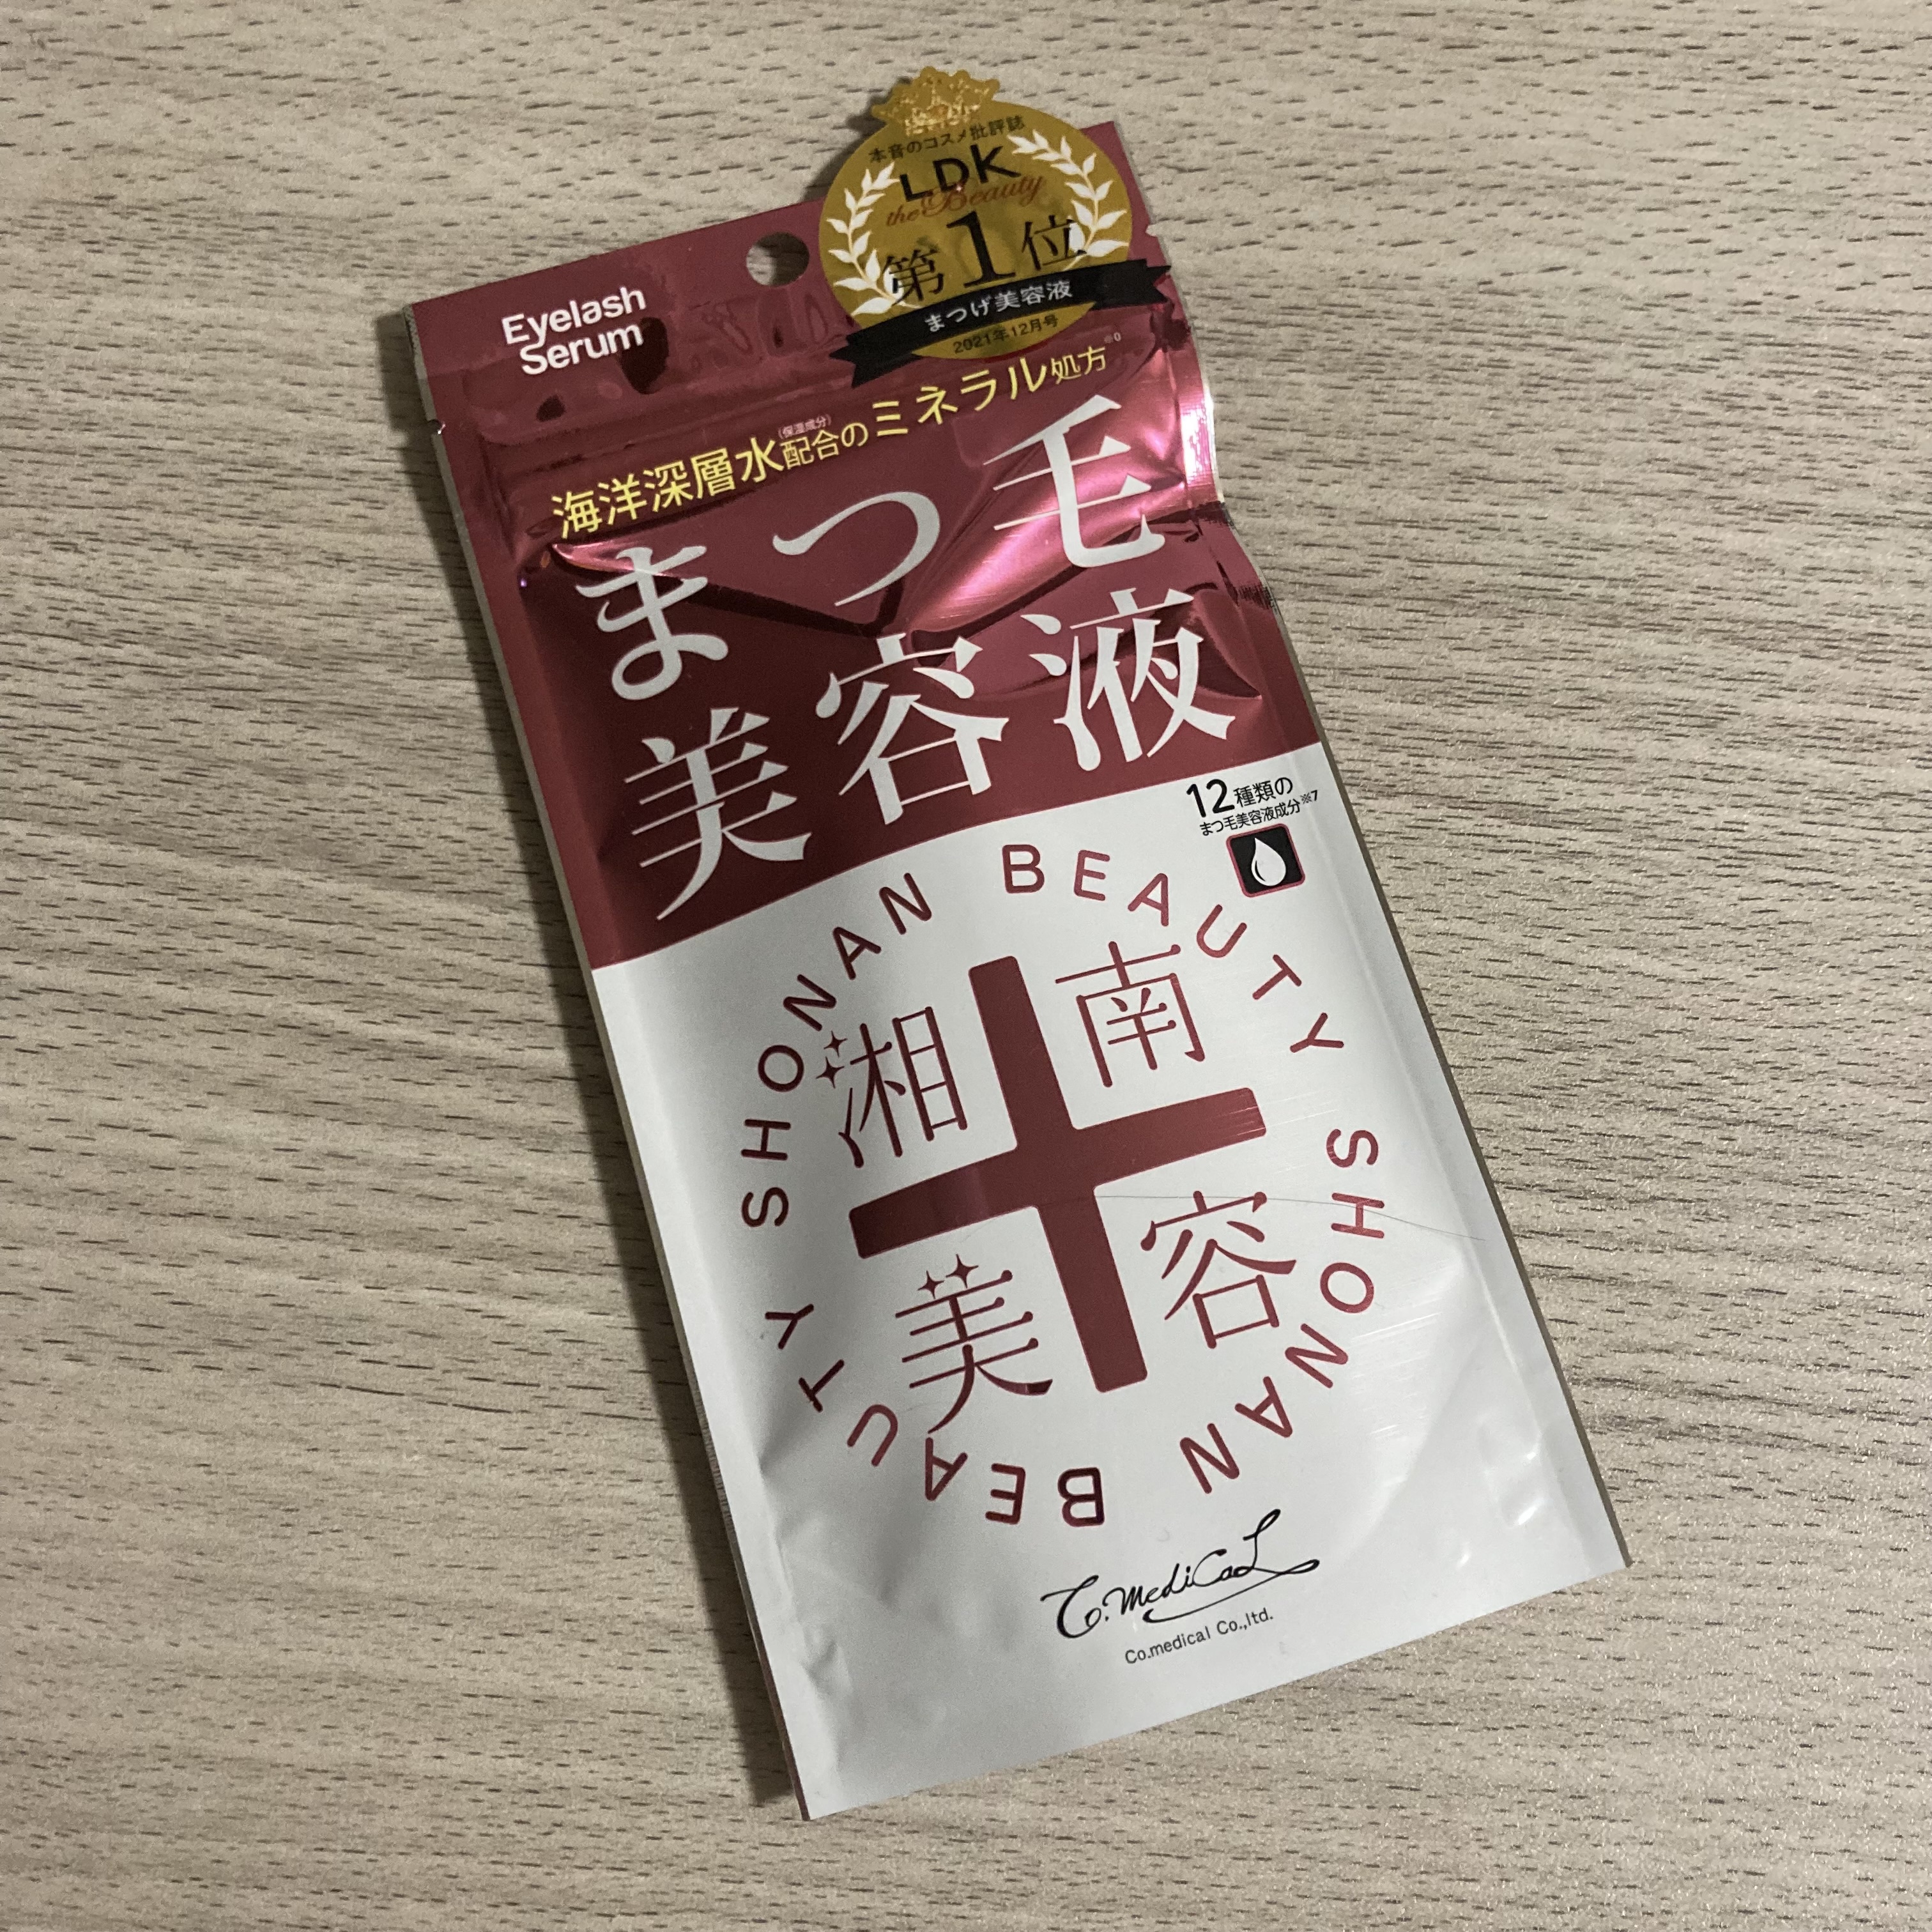 本音のコスメ批評誌
LDK
the Beauty
第1位
まつげ美容液
2021年12月号
Eyelash
Serum
海洋深層水(保湿成分)配合のミネラル処方※0
まつ毛
美容液
12種類の
まつ毛美容液成分※7
SHONAN BEAUTY SHONAN BEAUTY
湘南
美容
Co.medical
Co.medical Co.,ltd.